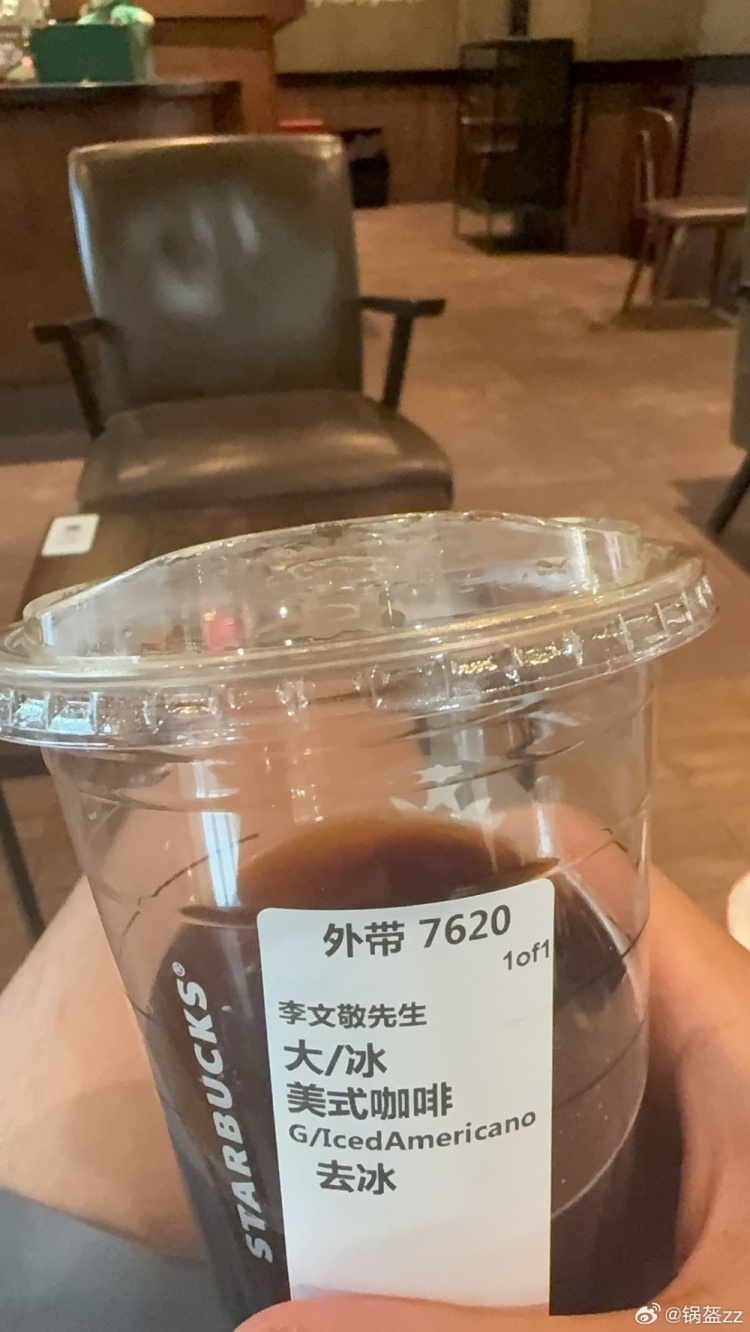 外带 7620
1of1
李文敬先生
大/冰
美式咖啡
G/IcedAmericano
去冰
STARBUCKS®
@锅盔zz